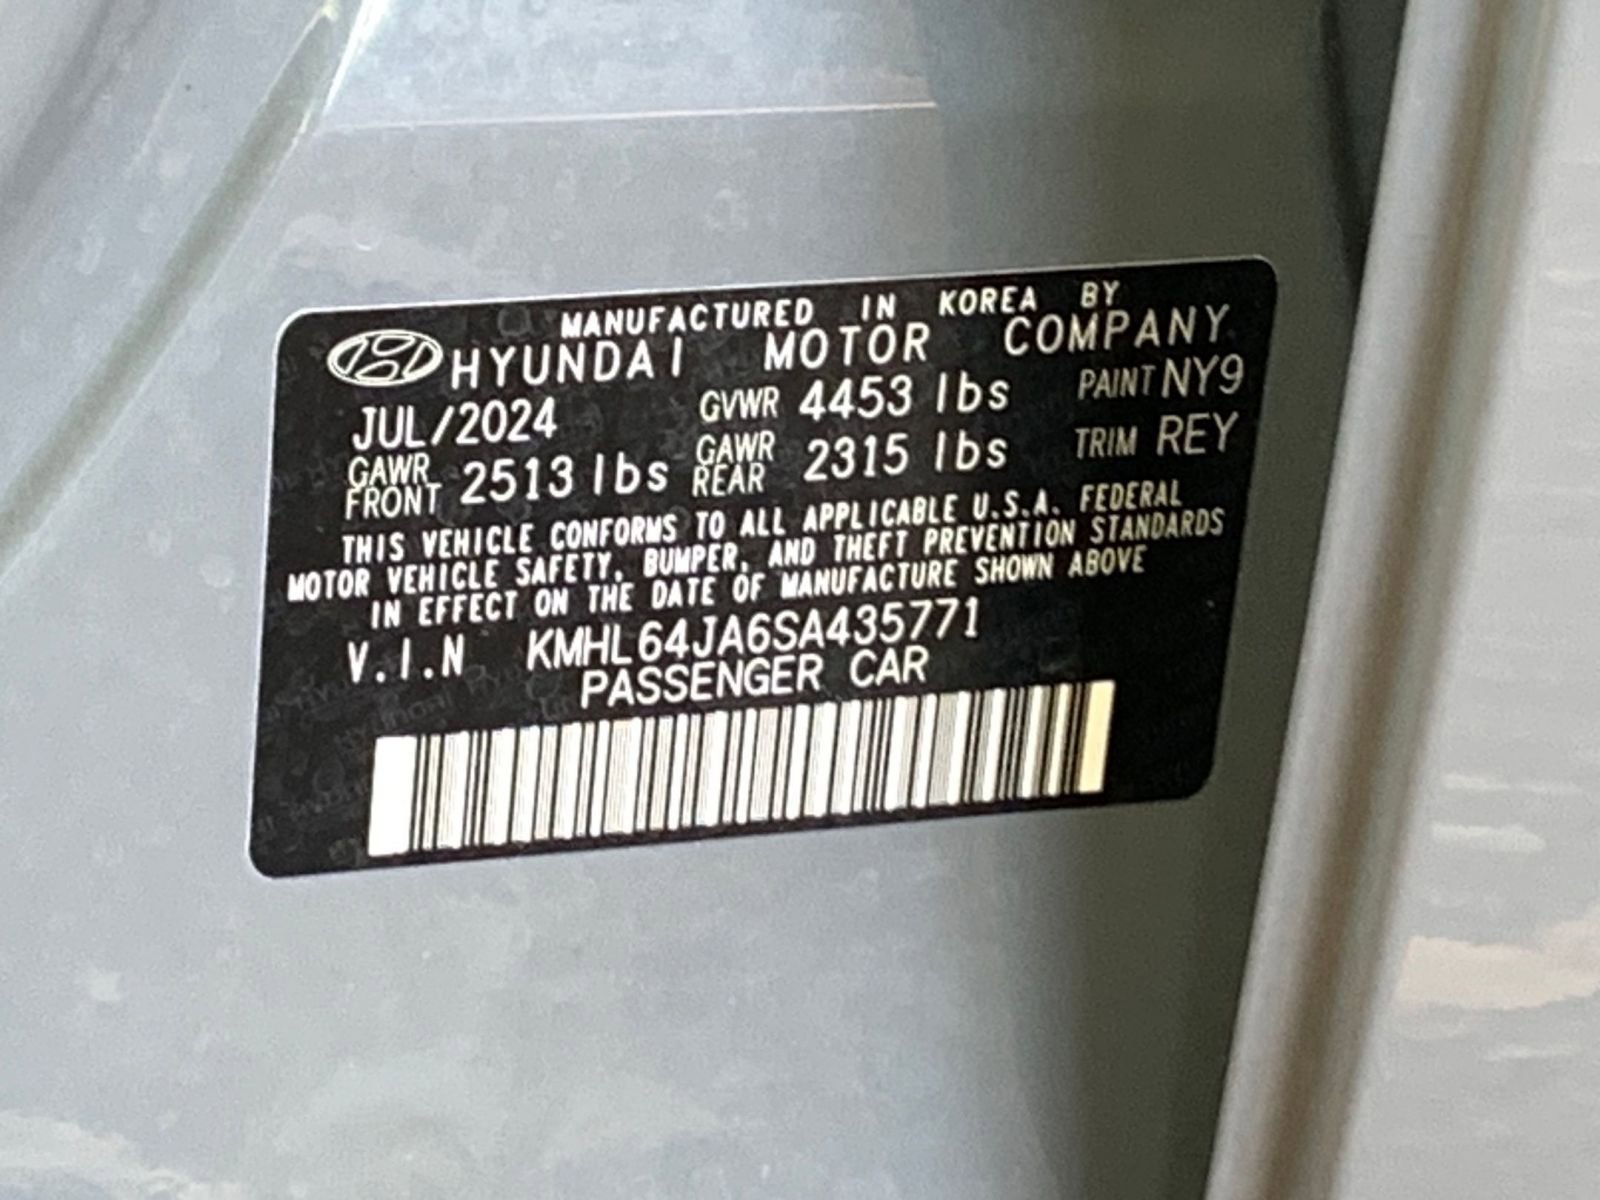 MANUFACTURED IN KOREA BY
HYUNDAI MOTOR COMPANY
JUL/2024 GVWR 4453 lbs PAINT NY9
GAWR FRONT 2513 lbs GAWR REAR 2315 lbs TRIM REY
THIS VEHICLE CONFORMS TO ALL APPLICABLE U.S.A. FEDERAL
MOTOR VEHICLE SAFETY, BUMPER, AND THEFT PREVENTION STANDARDS
IN EFFECT ON THE DATE OF MANUFACTURE SHOWN ABOVE
V.I.N KMHL64JA6SA435771
PASSENGER CAR